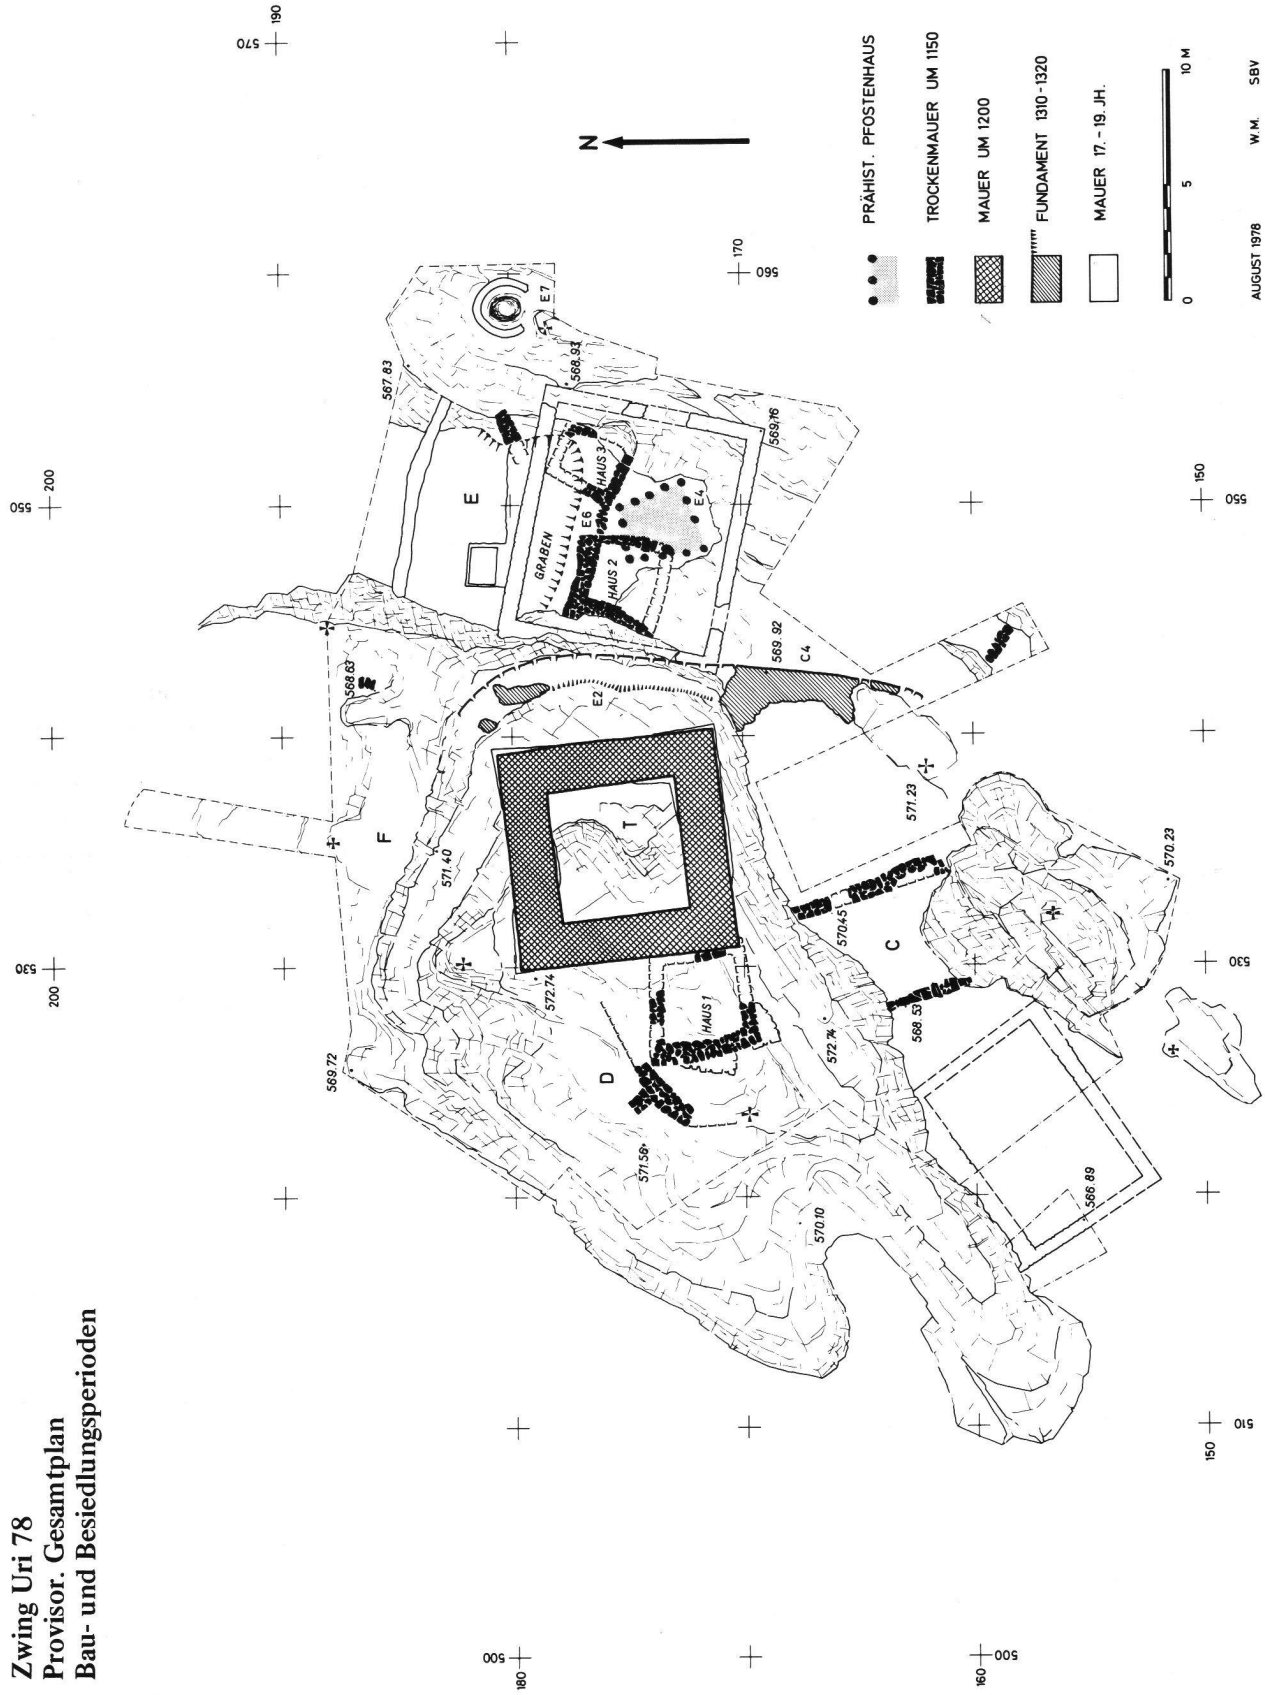 Zwing Uri 78
Provisor. Gesamtplan
Bau- und Besiedlungsperioden
570
190
550
200
530
200
500
180
500
160
510
150
530
550
150
560
170
N
PRÄHIST. PFOSTENHAUS
TROCKENMAUER UM 1150
MAUER UM 1200
FUNDAMENT 1310-1320
MAUER 17.-19. JH.
0 5 10 M
AUGUST 1978 W.M. SBV
567.83
E7
568.93
569.16
E
GRABEN
E6
HAUS 3
HAUS 2
E4
568.63
E2
569.92
C4
F
571.40
T
571.23
570.23
570.45
C
568.53
572.74
HAUS 1
572.74
D
569.72
571.56
570.10
566.89